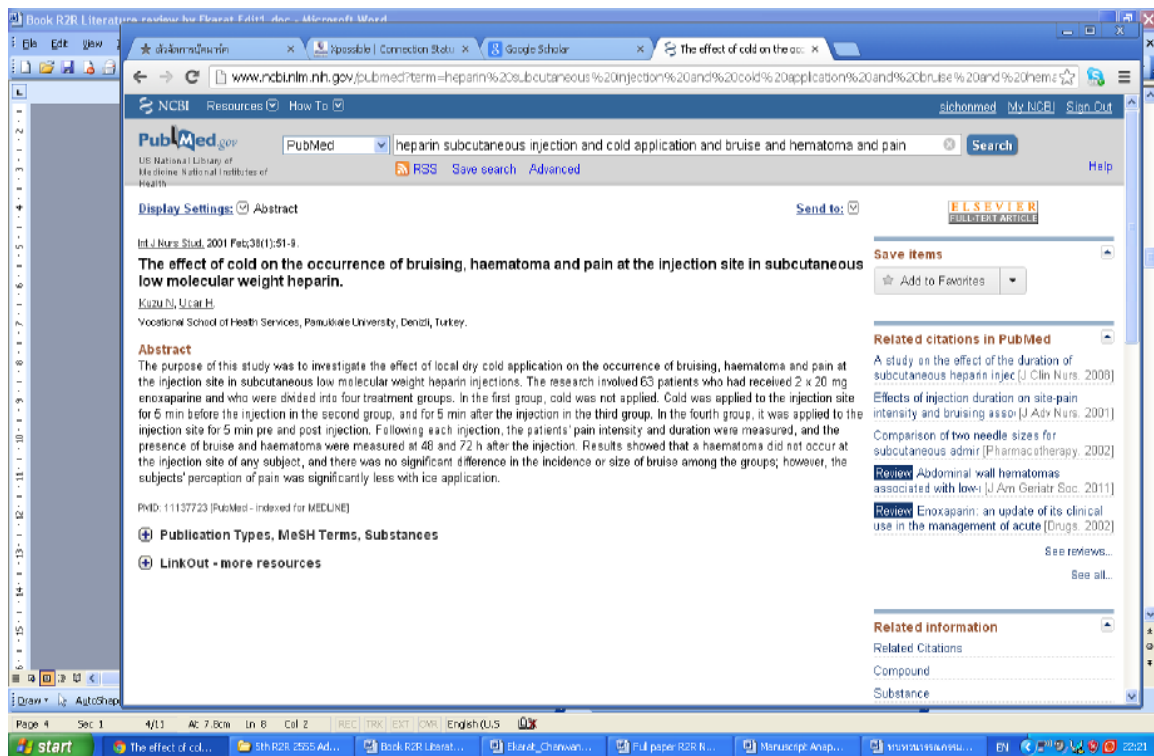 Book R2R Literature review by Ekarat Edit1.doc - Microsoft Word
File Edit View
Xpossible | Connection Statu
Google Scholar
The effect of cold on the occ
www.ncbi.nlm.nih.gov/pubmed?term=heparin%20subcutaneous%20injection%20and%20cold%20application%20and%20bruise%20and%20hema
NCBI Resources How To sichonmed My NCBI Sign Out
PubMed.gov
US National Library of
Medicine National Institutes of
Health
PubMed
heparin subcutaneous injection and cold application and bruise and hematoma and pain
Search
RSS Save search Advanced
Help
Display Settings: Abstract
Send to:
Int J Nurs Stud. 2001 Feb;38(1):51-9.
The effect of cold on the occurrence of bruising, haematoma and pain at the injection site in subcutaneous
low molecular weight heparin.
Kuzu N, Ucar H.
Vocational School of Health Services, Pamukkale University, Denizli, Turkey.
Abstract
The purpose of this study was to investigate the effect of local dry cold application on the occurrence of bruising, haematoma and pain at
the injection site in subcutaneous low molecular weight heparin injections. The research involved 63 patients who had received 2 x 20 mg
enoxaparine and who were divided into four treatment groups. In the first group, cold was not applied. Cold was applied to the injection site
for 5 min before the injection in the second group, and for 5 min after the injection in the third group. In the fourth group, it was applied to the
injection site for 5 min pre and post injection. Following each injection, the patients' pain intensity and duration were measured, and the
presence of bruise and haematoma were measured at 48 and 72 h after the injection. Results showed that a haematoma did not occur at
the injection site of any subject, and there was no significant difference in the incidence or size of bruise among the groups; however, the
subjects' perception of pain was significantly less with ice application.
PMID: 11137723 [PubMed - indexed for MEDLINE]
Publication Types, MeSH Terms, Substances
LinkOut - more resources
ELSEVIER
FULL-TEXT ARTICLE
Save items
Add to Favorites
Related citations in PubMed
A study on the effect of the duration of
subcutaneous heparin injec [J Clin Nurs. 2008]
Effects of injection duration on site-pain
intensity and bruising asso [J Adv Nurs. 2001]
Comparison of two needle sizes for
subcutaneous admir [Pharmacotherapy. 2002]
Review Abdominal wall hematomas
associated with low-r [J Am Geriatr Soc. 2011]
Review Enoxaparin: an update of its clinical
use in the management of acute [Drugs. 2002]
See reviews...
See all...
Related information
Related Citations
Compound
Substance
Draw AutoShap
Page 4 Sec 1 4/11 At 7.8cm Ln 8 Col 2 REC TRK EXT OVR English (U.S
start The effect of col... 5th R2R 2555 Ad... Book R2R Literat... Ekarat_Chanwan... Full paper R2R N... Manuscript Anap... EN 22:21